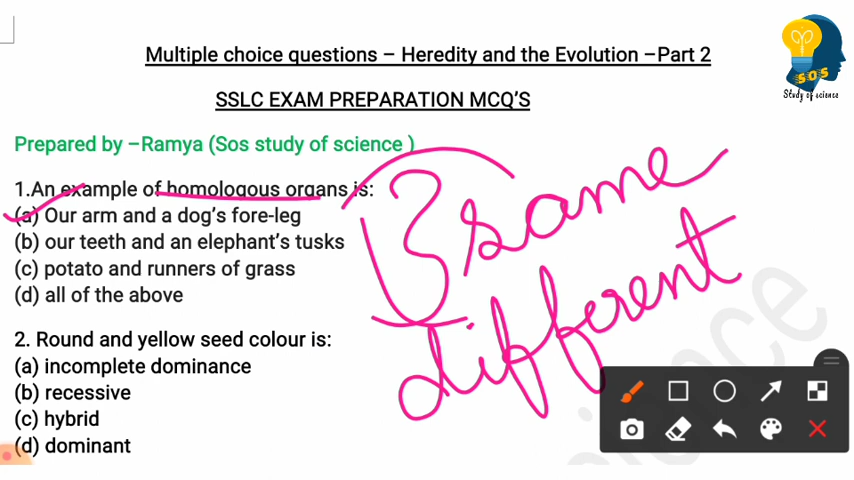 Multiple choice questions – Heredity and the Evolution –Part 2
SOS
Study of science
SSLC EXAM PREPARATION MCQ'S
Prepared by –Ramya (Sos study of science )
1.An example of homologous organs is:
(a) Our arm and a dog's fore-leg
(b) our teeth and an elephant's tusks
(c) potato and runners of grass
(d) all of the above
same
different
2. Round and yellow seed colour is:
(a) incomplete dominance
(b) recessive
(c) hybrid
(d) dominant